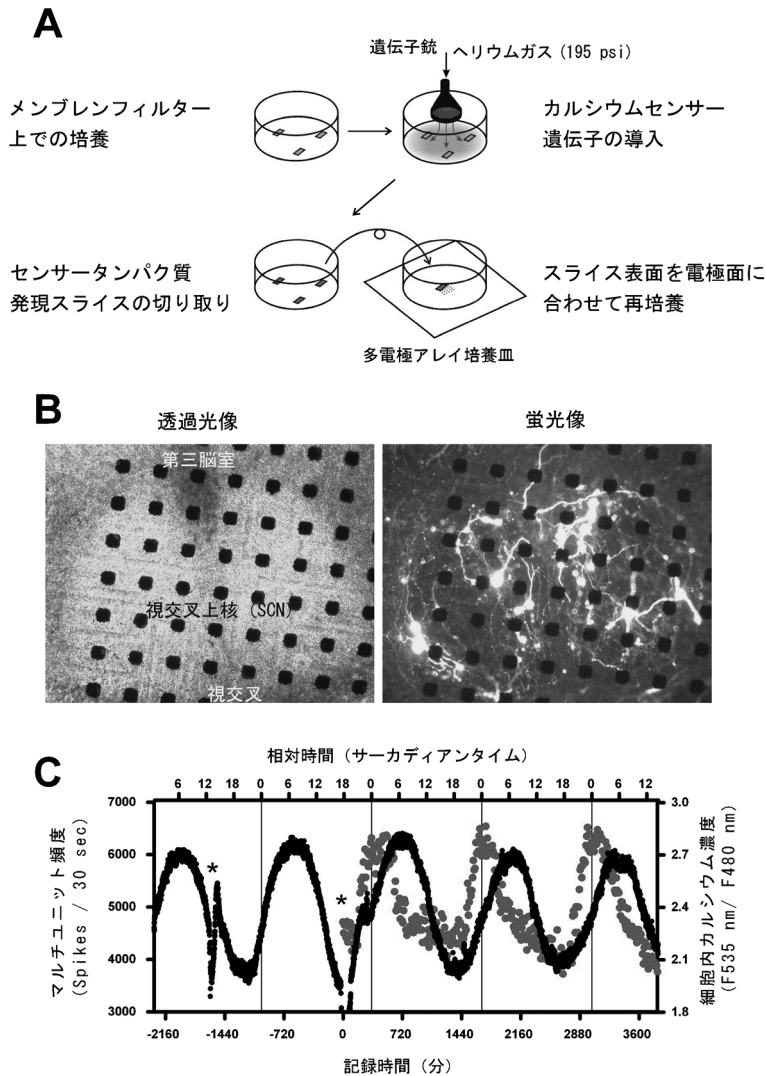 A
遺伝子銃
ヘリウムガス (195 psi)
メンブレンフィルター
上での培養
カルシウムセンサー
遺伝子の導入
センサータンパク質
発現スライスの切り取り
スライス表面を電極面に
合わせて再培養
多電極アレイ培養皿
B
透過光像
蛍光像
第三脳室
視交叉上核 (SCN)
視交叉
C
相対時間 (サーカディアンタイム)
6 12 18 0 6 12 18 0 6 12 18 0 6 12 18 0 6 12
7000
6000
5000
4000
3000
マルチユニット頻度
(Spikes / 30 sec)
*
*
3.0
2.7
2.4
2.1
1.8
細胞内カルシウム濃度
(F535 nm/ F480 nm)
-2160 -1440 -720 0 720 1440 2160 2880 3600
記録時間 (分)